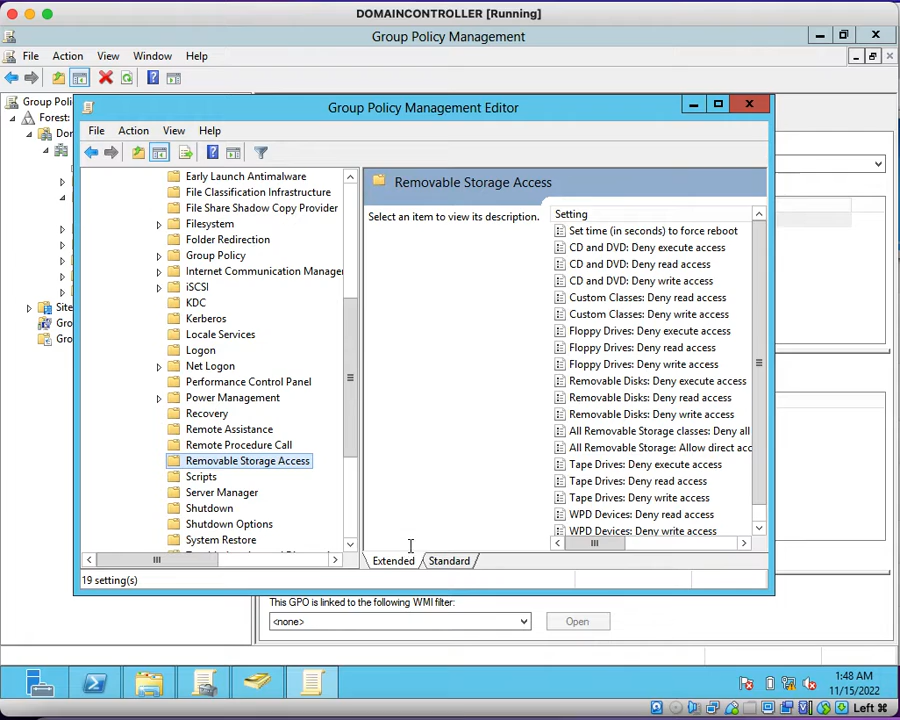 DOMAINCONTROLLER [Running]
Group Policy Management
File Action View Window Help
Group Poli
Forest:
Dor
Site
Gro
Gro
Group Policy Management Editor
File Action View Help
Early Launch Antimalware
File Classification Infrastructure
File Share Shadow Copy Provider
Filesystem
Folder Redirection
Group Policy
Internet Communication Manager
iSCSI
KDC
Kerberos
Locale Services
Logon
Net Logon
Performance Control Panel
Power Management
Recovery
Remote Assistance
Remote Procedure Call
Removable Storage Access
Scripts
Server Manager
Shutdown
Shutdown Options
System Restore
Removable Storage Access
Select an item to view its description.
Setting
Set time (in seconds) to force reboot
CD and DVD: Deny execute access
CD and DVD: Deny read access
CD and DVD: Deny write access
Custom Classes: Deny read access
Custom Classes: Deny write access
Floppy Drives: Deny execute access
Floppy Drives: Deny read access
Floppy Drives: Deny write access
Removable Disks: Deny execute access
Removable Disks: Deny read access
Removable Disks: Deny write access
All Removable Storage classes: Deny all
All Removable Storage: Allow direct acc
Tape Drives: Deny execute access
Tape Drives: Deny read access
Tape Drives: Deny write access
WPD Devices: Deny read access
WPD Devices: Deny write access
Extended Standard
19 setting(s)
This GPO is linked to the following WMI filter:
<none>
Open
1:48 AM
11/15/2022
Left ⌘